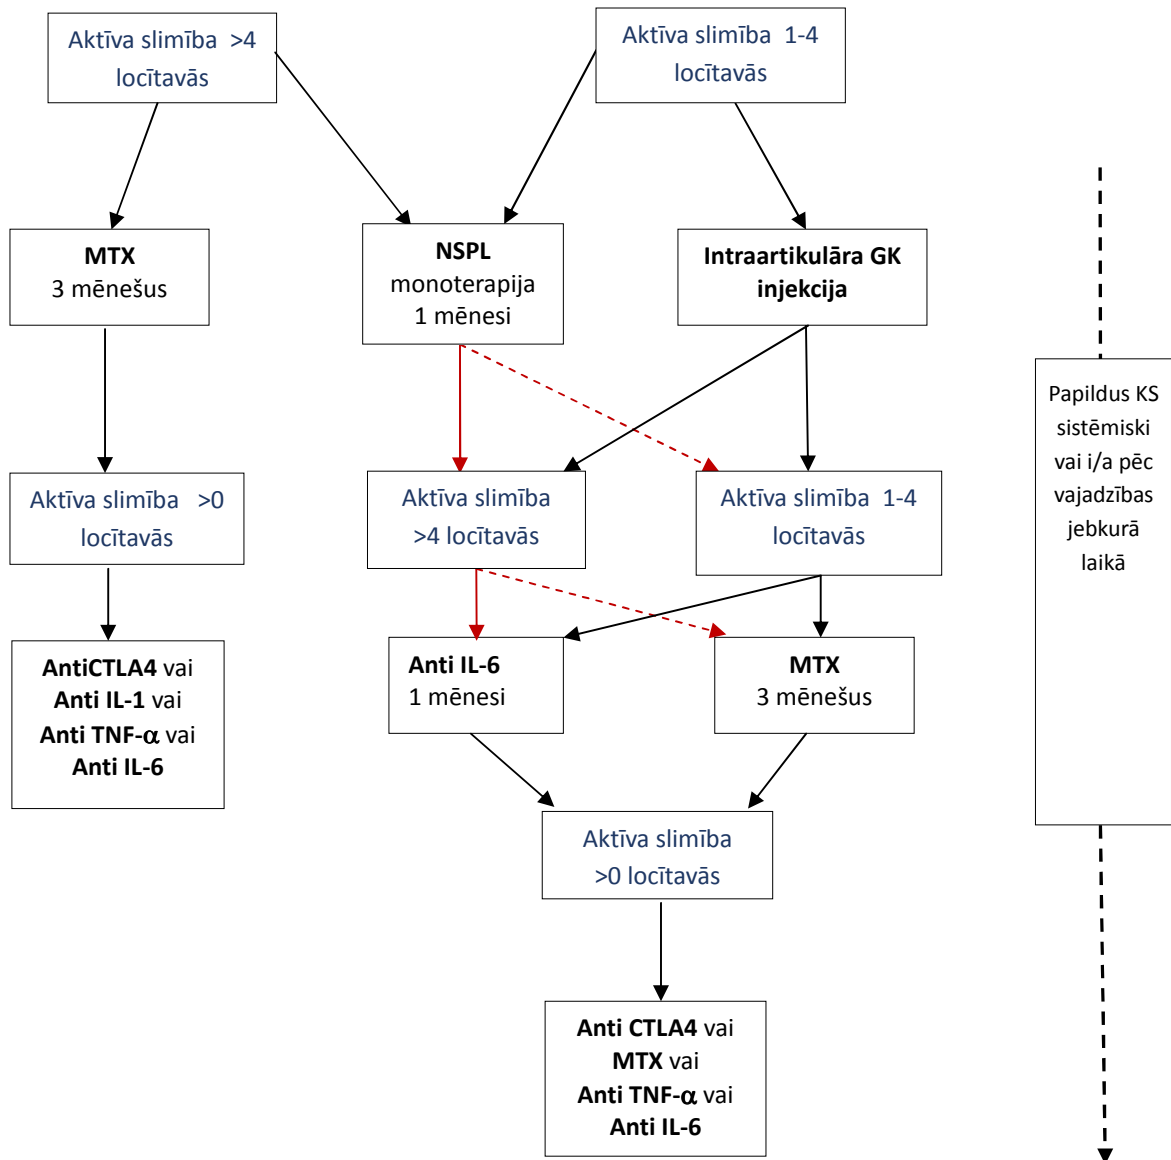 Aktīva slimība >4
locītavās
Aktīva slimība 1-4
locītavās
MTX
3 mēnešus
NSPL
monoterapija
1 mēnesi
Intraartikulāra GK
injekcija
Papildus KS
sistēmiski
vai i/a pēc
vajadzības
jebkurā
laikā
Aktīva slimība >0
locītavās
Aktīva slimība
>4 locītavās
Aktīva slimība 1-4
locītavās
AntiCTLA4 vai
Anti IL-1 vai
Anti TNF-α vai
Anti IL-6
Anti IL-6
1 mēnesi
MTX
3 mēnešus
Aktīva slimība
>0 locītavās
Anti CTLA4 vai
MTX vai
Anti TNF-α vai
Anti IL-6